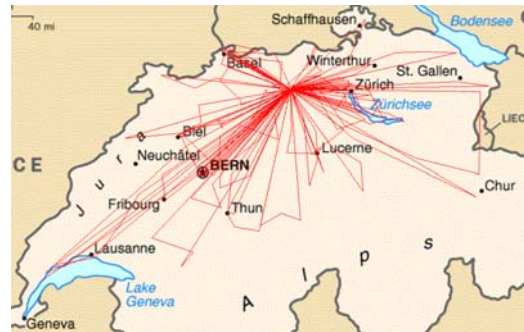 Schaffhausen
Bodensee
40 mi
Basel
Winterthur
St. Gallen
Zürich
Zürichsee
LIEC
Biel
Jura
CE
Neuchâtel
BERN
Lucerne
Chur
Fribourg
Thun
Lausanne
Alps
Lake
Geneva
Geneva